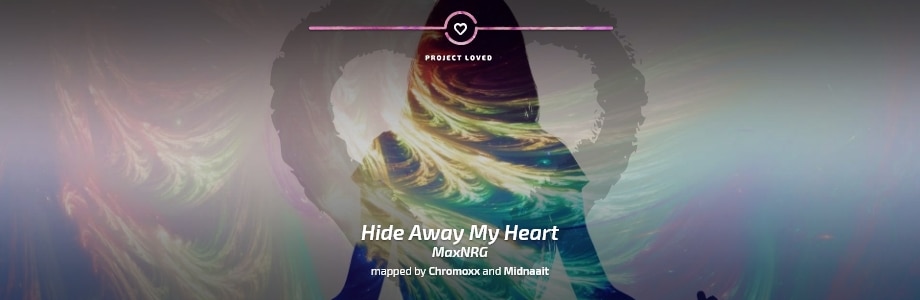 PROJECT LOVED
Hide Away My Heart
MaxNRG
mapped by Chromoxx and Midnaait